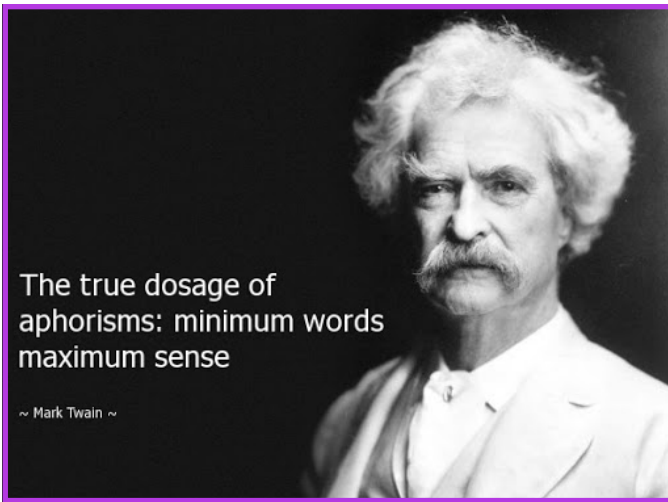 The true dosage of
aphorisms: minimum words
maximum sense
~ Mark Twain ~